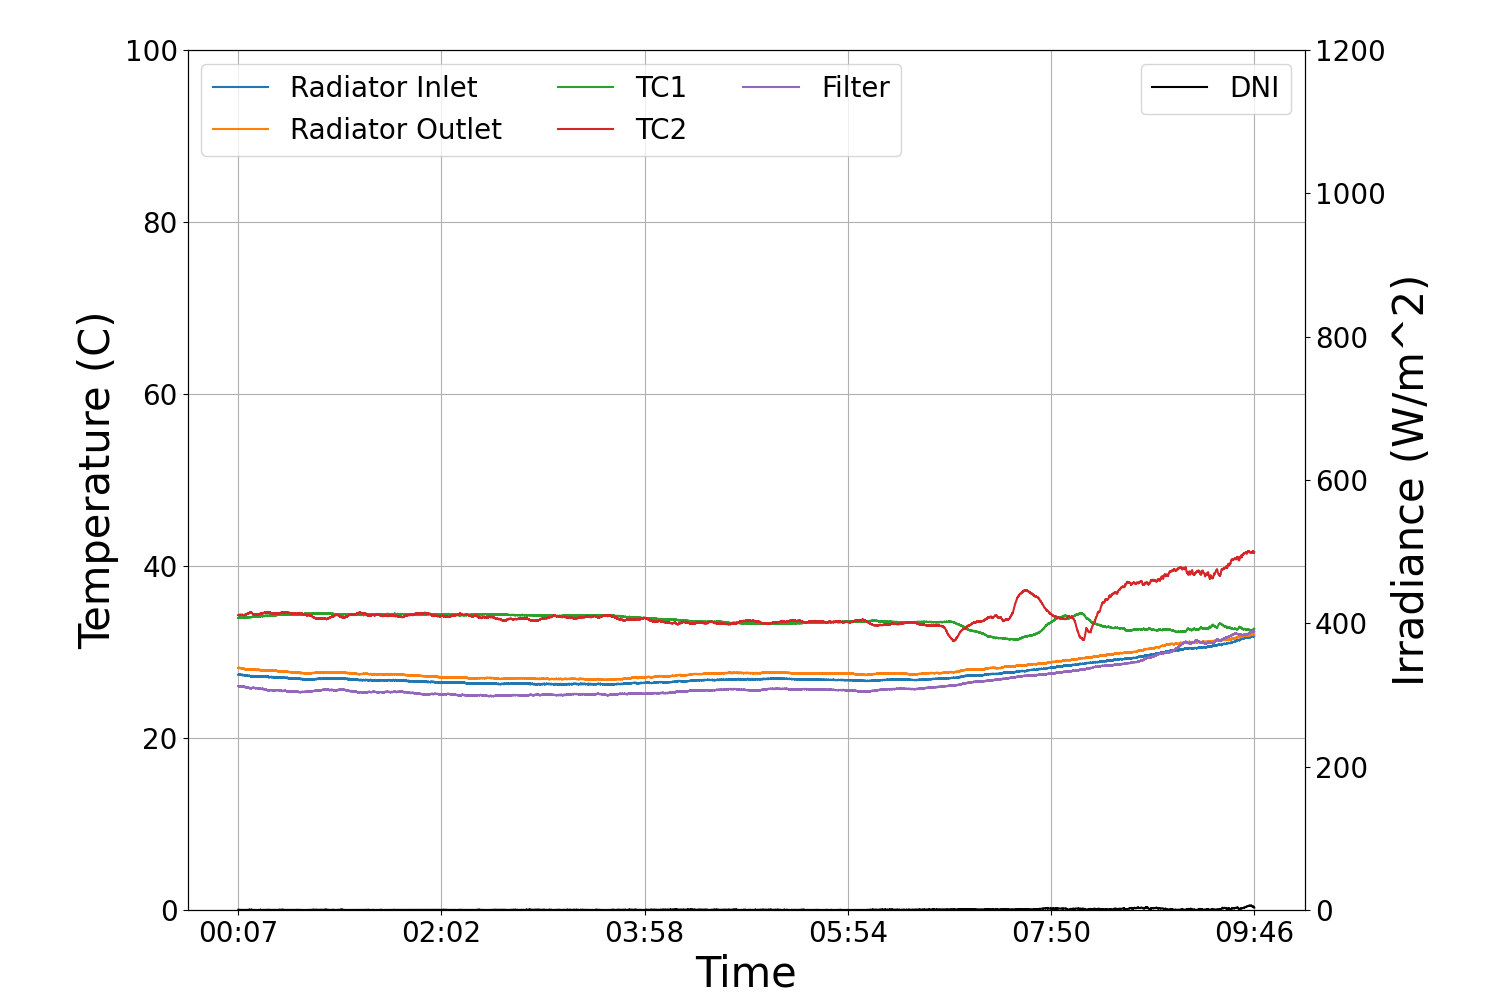 Radiator Inlet
Radiator Outlet
TC1
TC2
Filter
DNI
100
80
60
40
20
0
Temperature (C)
1200
1000
800
600
400
200
0
Irradiance (W/m^2)
00:07 02:02 03:58 05:54 07:50 09:46
Time